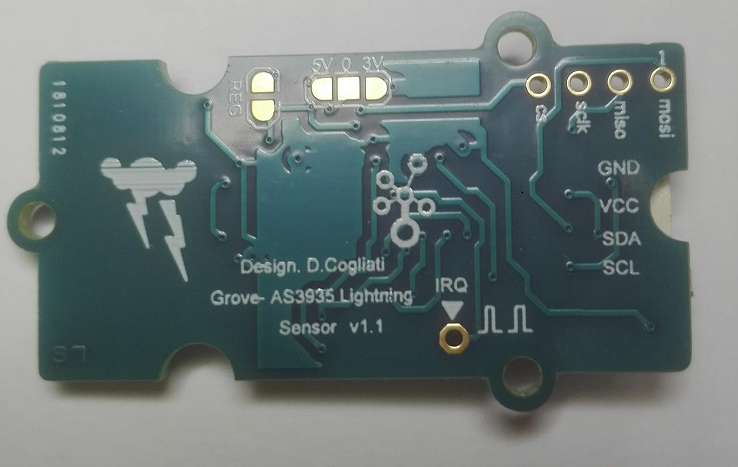 1810812
REG
5V 0 3V
1
cs
sclk
miso
mosi
GND
VCC
SDA
SCL
Design. D.Cogliati
Grove- AS3935 Lightning
Sensor v1.1
IRQ
LS